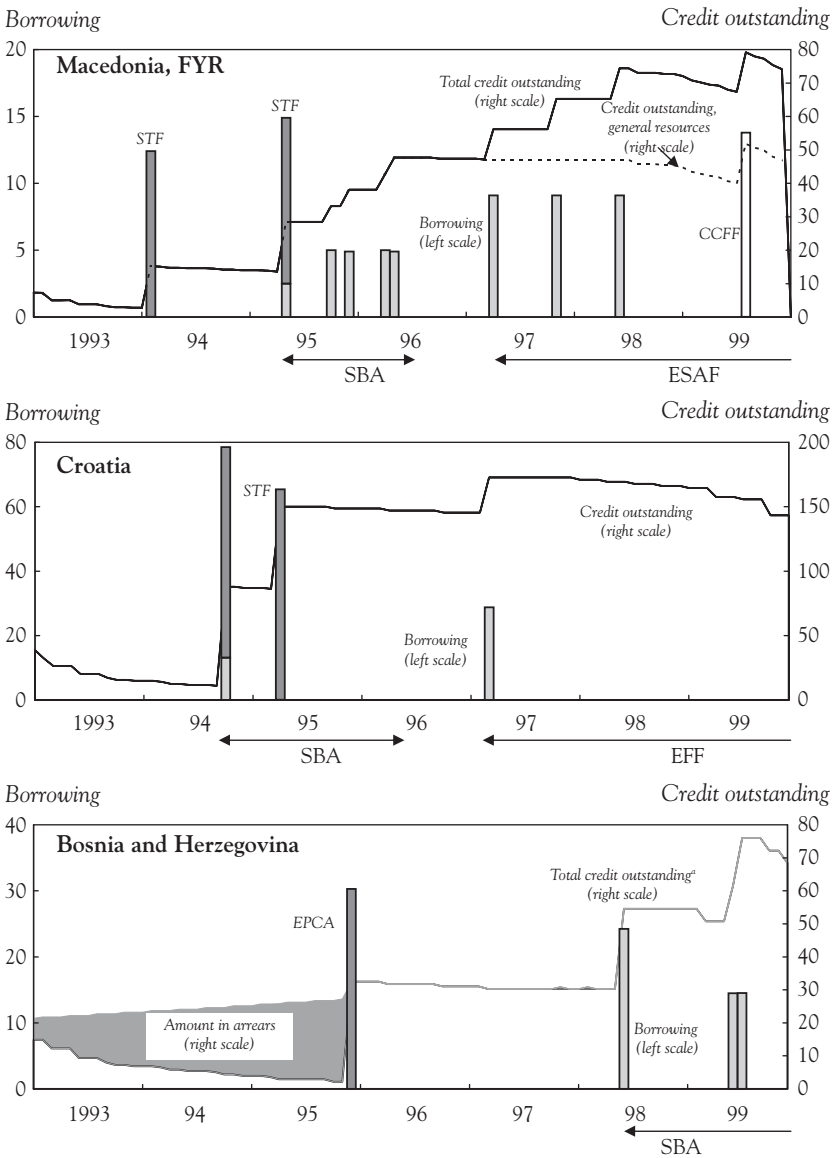 Borrowing Credit outstanding
20 80
Macedonia, FYR
Total credit outstanding
(right scale)
70
STF
STF
Credit outstanding,
general resources
(right scale)
60
15
50
10 40
Borrowing
(left scale)
CCFF
30
5 20
10
0 0
1993 94 95 96 97 98 99
SBA ESAF
Borrowing Credit outstanding
80 200
Croatia
STF
60 150
Credit outstanding
(right scale)
40 100
Borrowing
(left scale)
20 50
0 0
1993 94 95 96 97 98 99
SBA EFF
Borrowing Credit outstanding
40 80
Bosnia and Herzegovina
70
Total credit outstandingᵃ
(right scale)
30 60
EPCA
50
20 40
30
Amount in arrears
(right scale)
Borrowing
(left scale)
10 20
10
0 0
1993 94 95 96 97 98 99
SBA